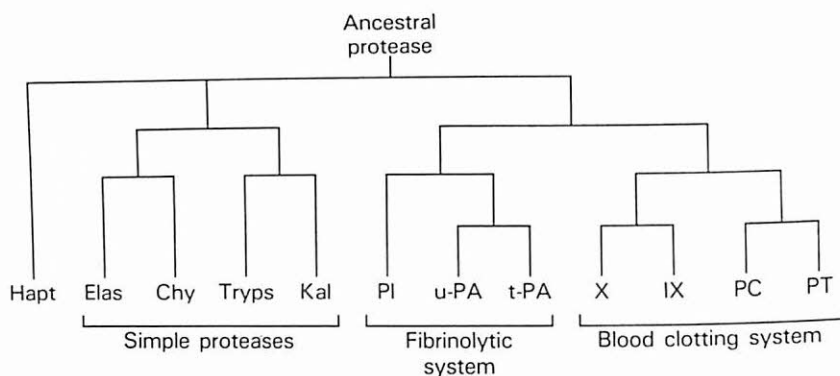 Ancestral
protease
Hapt Elas Chy Tryps Kal Pl u-PA t-PA X IX PC PT
Simple proteases
Fibrinolytic
system
Blood clotting system